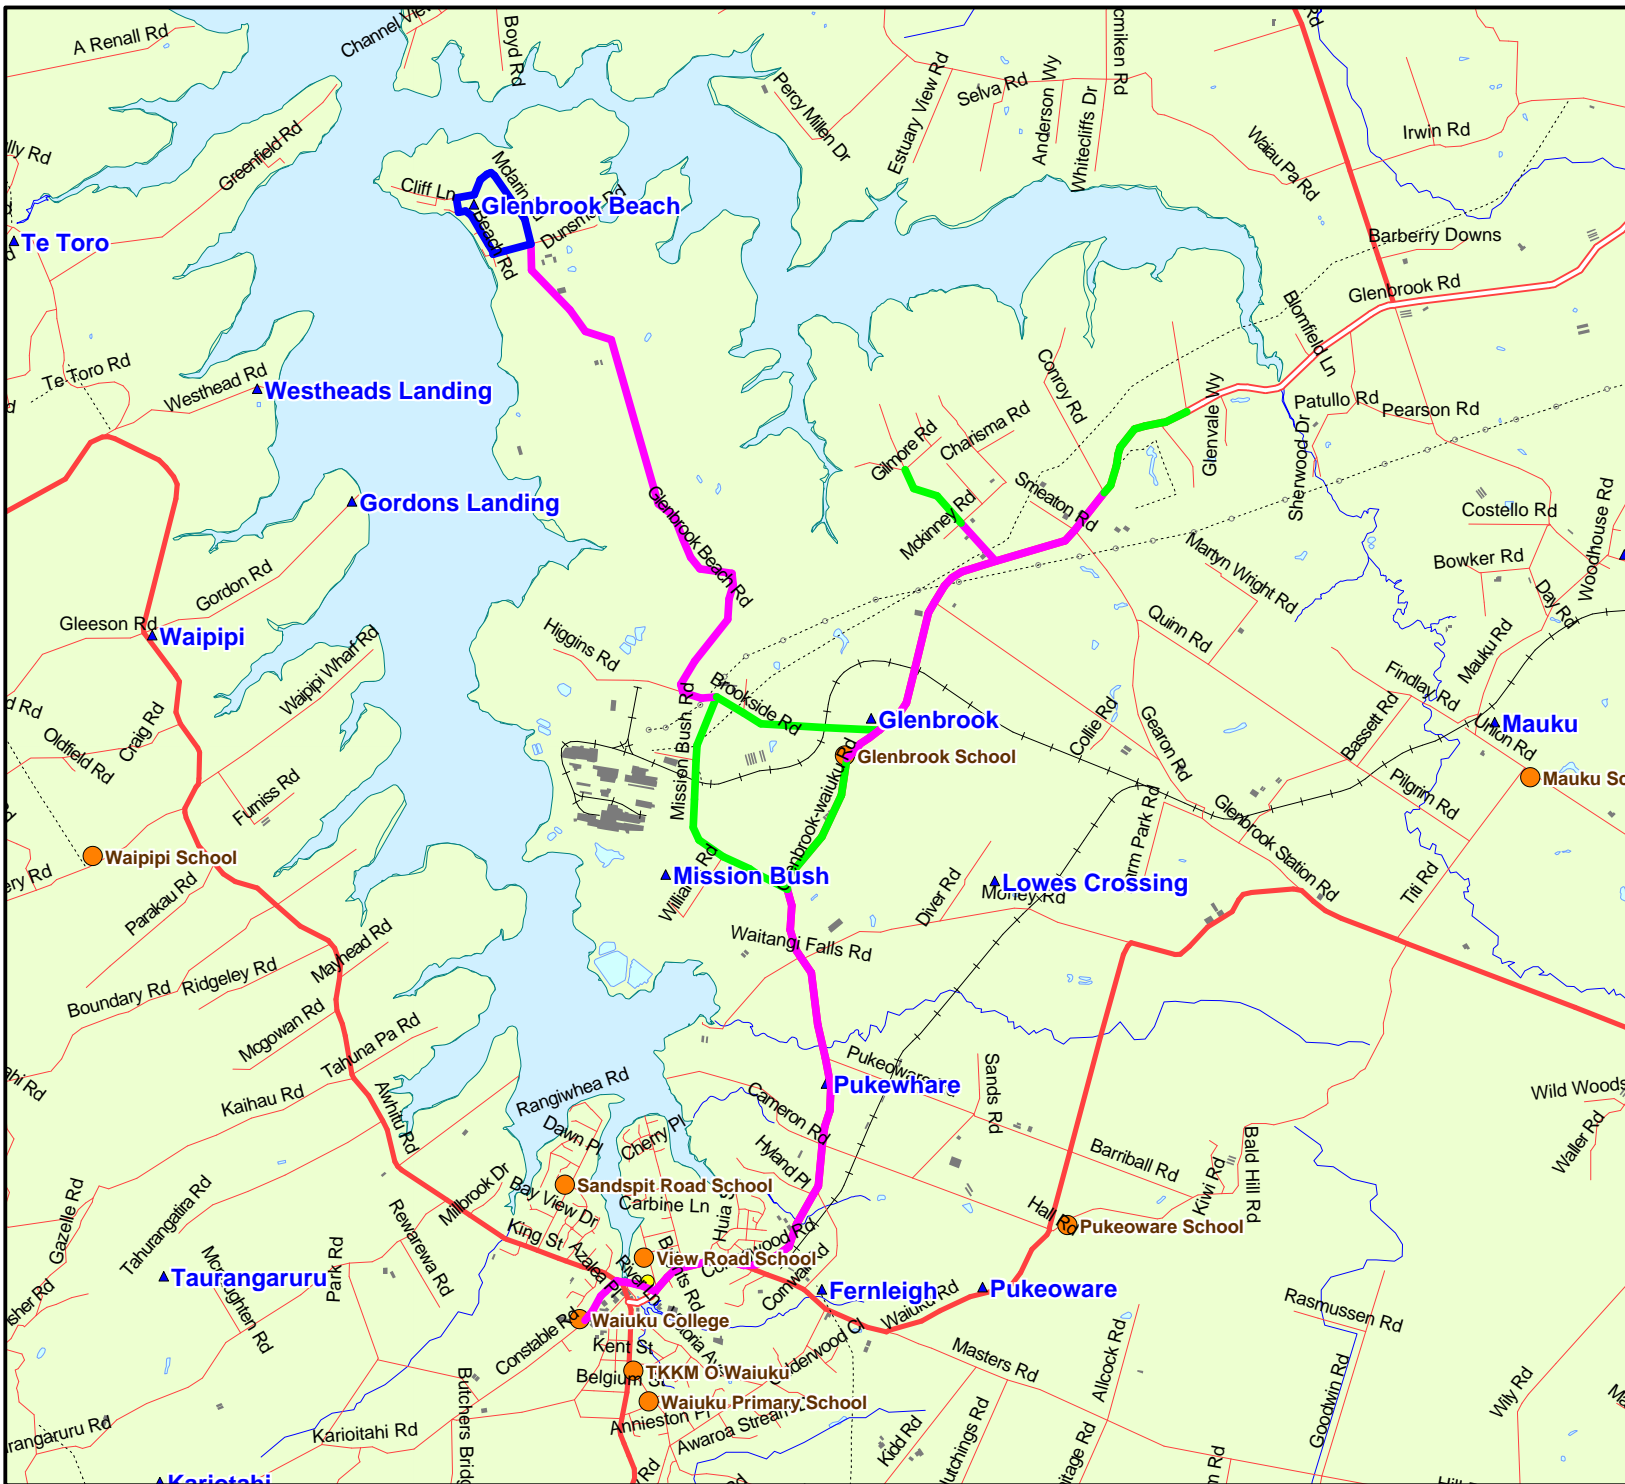 A Renall Rd
Boyd Rd
Percy Millen Dr
Estuary View Rd
Selva Rd
Anderson Wy
Whitecliffs Dr
Irwin Rd
Waiau Pa Rd
Greenfield Rd
Cliff Ln
Glenbrook Beach
Beach Rd
Te Toro
Barberry Downs
Glenbrook Rd
Blomfield Ln
Te Toro Rd
Westhead Rd
Westheads Landing
Conroy Rd
Patullo Rd
Pearson Rd
Glenvale Wy
Sherwood Dr
Gilmore Rd
Charisma Rd
Smeaton Rd
Mckinney Rd
Gordons Landing
Glenbrook Beach Rd
Costello Rd
Woodhouse Rd
Bowker Rd
Day Rd
Martyn Wright Rd
Gordon Rd
Gleeson Rd
Waipipi
Waipipi Wharf Rd
Higgins Rd
Quinn Rd
Mauku Rd
Findlay Rd
Craig Rd
Oldfield Rd
Brookside Rd
Mission Bush Rd
Glenbrook
Glenbrook School
Collie Rd
Gearon Rd
Bassett Rd
Mauku
Union Rd
Pilgrim Rd
Furniss Rd
Waipipi School
Mission Bush
Lowes Crossing
Money Rd
Diver Rd
Glenbrook Station Rd
Titi Rd
Parakau Rd
Waitangi Falls Rd
Mayhead Rd
Ridgeley Rd
Boundary Rd
Mcgowan Rd
Tahuna Pa Rd
Kaihau Rd
Awhitu Rd
Rangiwhea Rd
Dawn Pl
Cherry Pl
Pukewhare
Cameron Rd
Sands Rd
Hyland Pl
Barriball Rd
Kiwi Rd
Bald Hill Rd
Waller Rd
Gazelle Rd
Tahurangatira Rd
Millbrook Dr
Bay View Dr
Sandspit Road School
Carbine Ln
Hall Rd
Pukeoware School
Rewarewa Rd
King St
Azalea Pl
View Road School
Park Rd
Taurangaruru
Fernleigh
Waiuku Rd
Pukeoware
Rasmussen Rd
Constable Rd
Waiuku College
Kent St
Masters Rd
Allcock Rd
TKKM O Waiuku
Belgium St
Waiuku Primary School
Annieston Pl
Goodwin Rd
Wily Rd
Karioitahi Rd
Kidd Rd